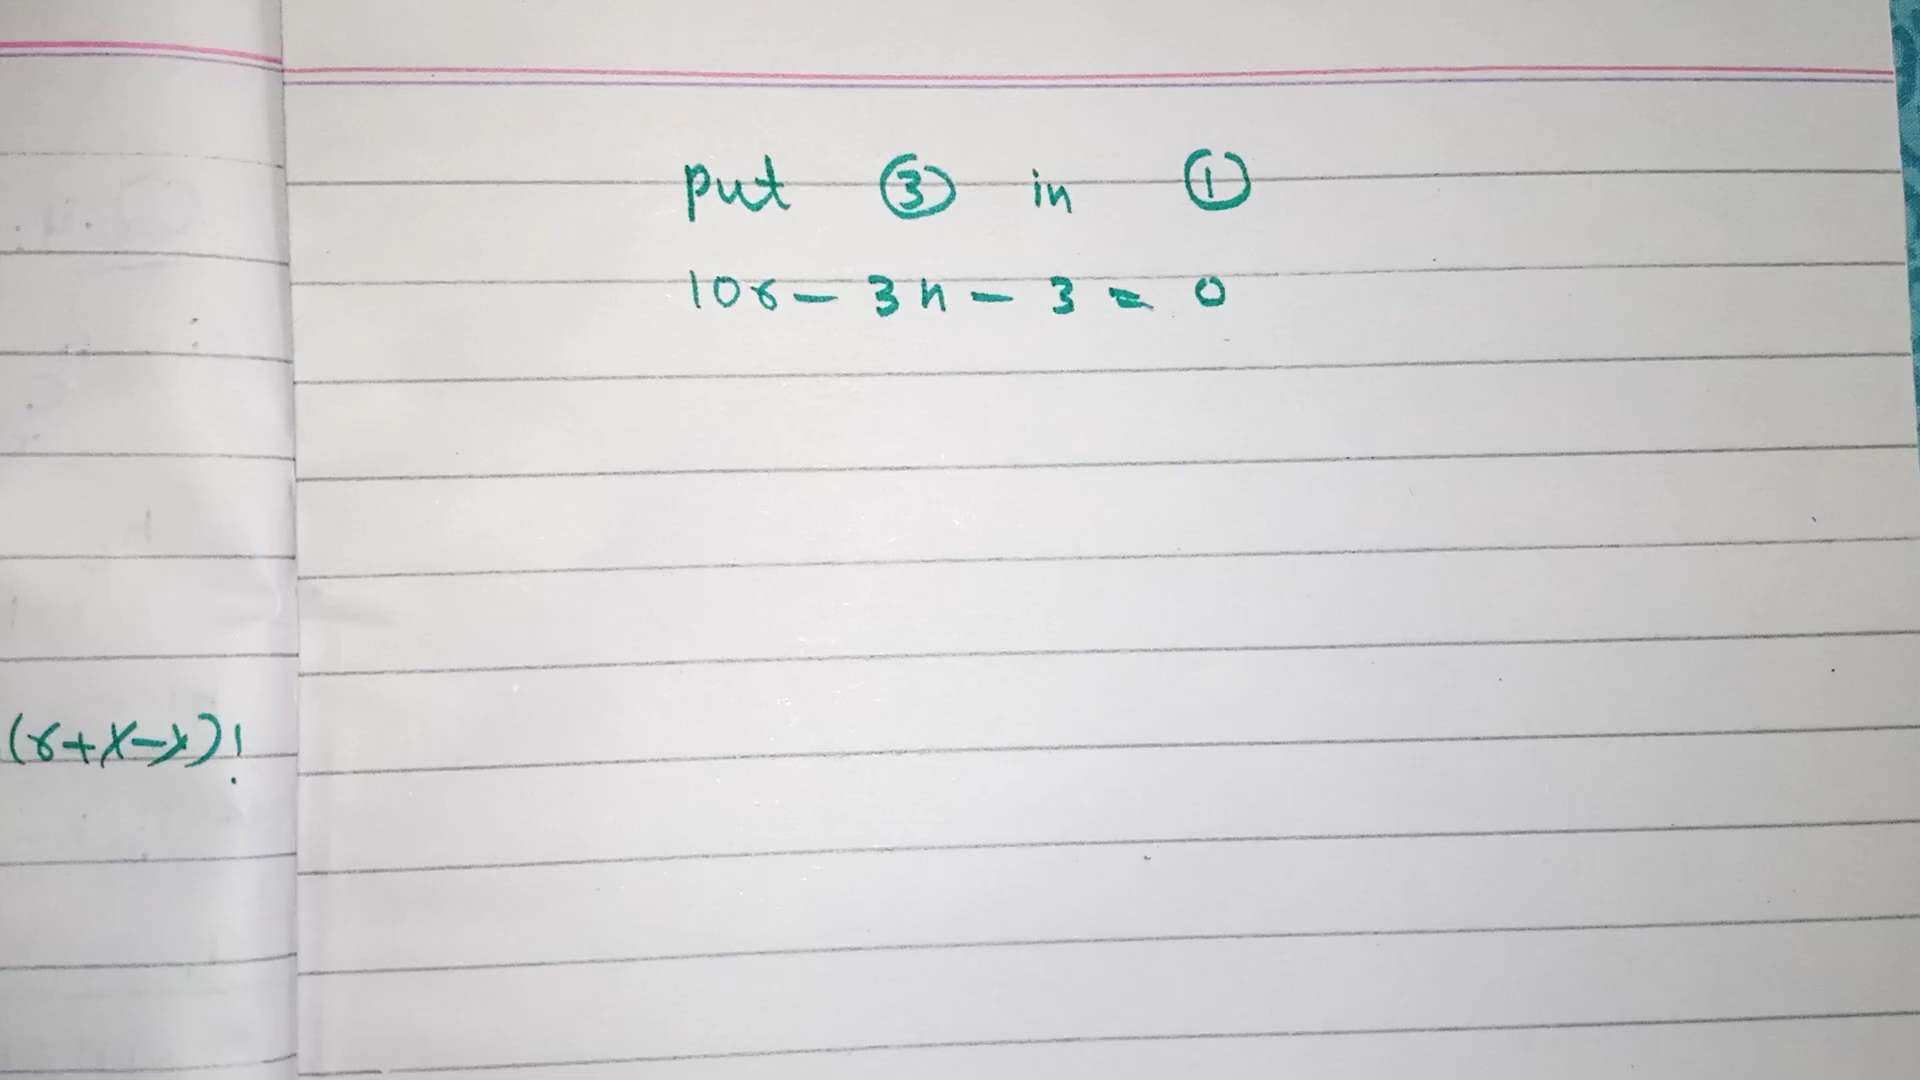 put ③ in ①
10r - 3n - 3 = 0
(r+x-x)!